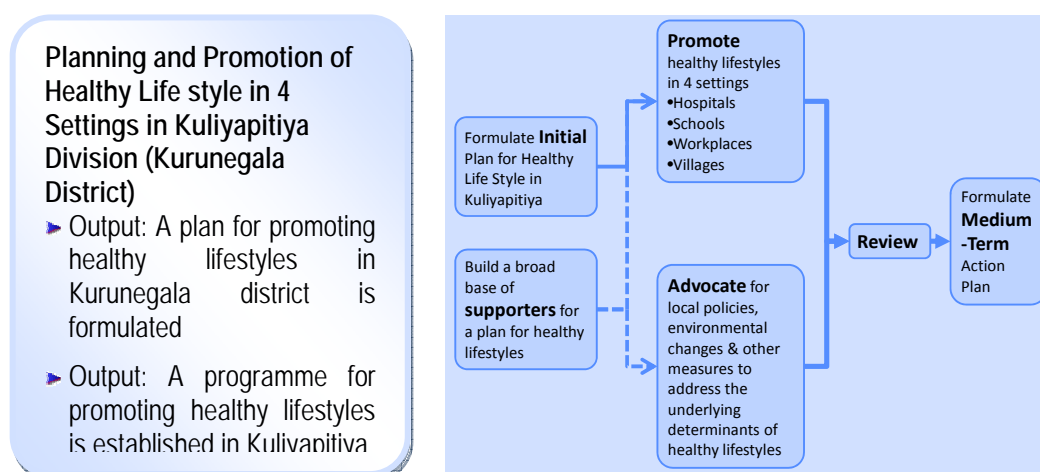 Planning and Promotion of
Healthy Life style in 4
Settings in Kuliyapitiya
Division (Kurunegala
District)
Output: A plan for promoting
healthy lifestyles in
Kurunegala district is
formulated
Output: A programme for
promoting healthy lifestyles
is established in Kuliyapitiya
Formulate Initial
Plan for Healthy
Life Style in
Kuliyapitiya
Build a broad
base of
supporters for
a plan for healthy
lifestyles
Promote
healthy lifestyles
in 4 settings
•Hospitals
•Schools
•Workplaces
•Villages
Advocate for
local policies,
environmental
changes & other
measures to
address the
underlying
determinants of
healthy lifestyles
Review
Formulate
Medium
-Term
Action
Plan